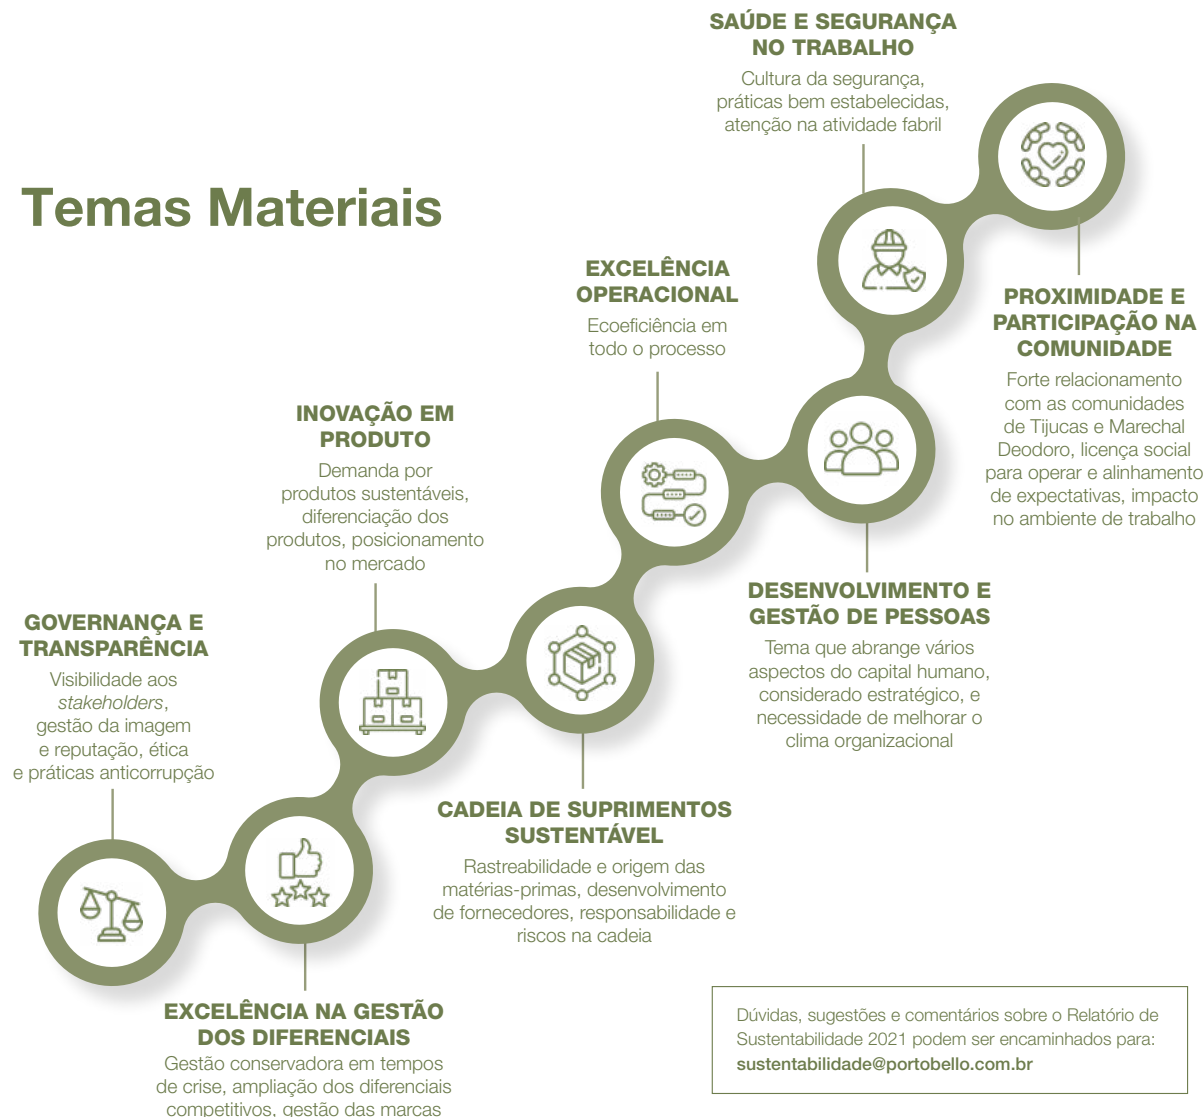 Temas Materiais
SAÚDE E SEGURANÇA
NO TRABALHO
Cultura da segurança,
práticas bem estabelecidas,
atenção na atividade fabril
PROXIMIDADE E
PARTICIPAÇÃO NA
COMUNIDADE
Forte relacionamento
com as comunidades
de Tijucas e Marechal
Deodoro, licença social
para operar e alinhamento
de expectativas, impacto
no ambiente de trabalho
EXCELÊNCIA
OPERACIONAL
Ecoeficiência em
todo o processo
INOVAÇÃO EM
PRODUTO
Demanda por
produtos sustentáveis,
diferenciação dos
produtos, posicionamento
no mercado
DESENVOLVIMENTO E
GESTÃO DE PESSOAS
Tema que abrange vários
aspectos do capital humano,
considerado estratégico, e
necessidade de melhorar o
clima organizacional
GOVERNANÇA E
TRANSPARÊNCIA
Visibilidade aos
stakeholders,
gestão da imagem
e reputação, ética
e práticas anticorrupção
CADEIA DE SUPRIMENTOS
SUSTENTÁVEL
Rastreabilidade e origem das
matérias-primas, desenvolvimento
de fornecedores, responsabilidade e
riscos na cadeia
EXCELÊNCIA NA GESTÃO
DOS DIFERENCIAIS
Gestão conservadora em tempos
de crise, ampliação dos diferenciais
competitivos, gestão das marcas
Dúvidas, sugestões e comentários sobre o Relatório de
Sustentabilidade 2021 podem ser encaminhados para:
sustentabilidade@portobello.com.br